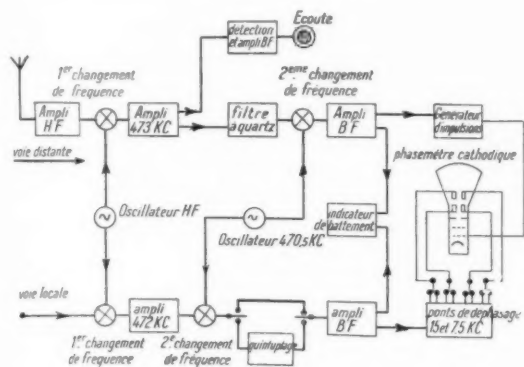 Ecoute
détection
et ampli BF
1er changement
de fréquence
2ème changement
de fréquence
Ampli
HF
Ampli
473 KC
filtre
a quartz
Ampli
BF
Générateur
d'impulsions
voie distante
phasemètre cathodique
Oscillateur HF
Oscillateur 470,5 KC
indicateur
de battement
voie locale
ampli
472 KC
1er changement
de fréquence
2e changement
de fréquence
quintuplage
ampli
BF
ponts de déphasage
15 et 7.5 KC